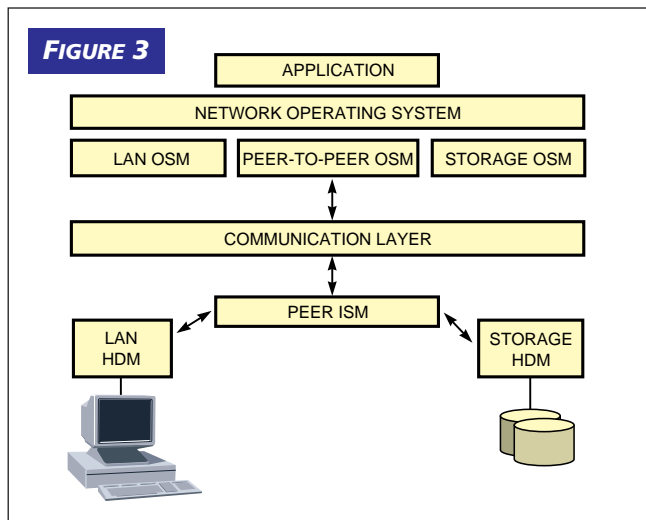 FIGURE 3
APPLICATION
NETWORK OPERATING SYSTEM
LAN OSM
PEER-TO-PEER OSM
STORAGE OSM
COMMUNICATION LAYER
PEER ISM
LAN
HDM
STORAGE
HDM